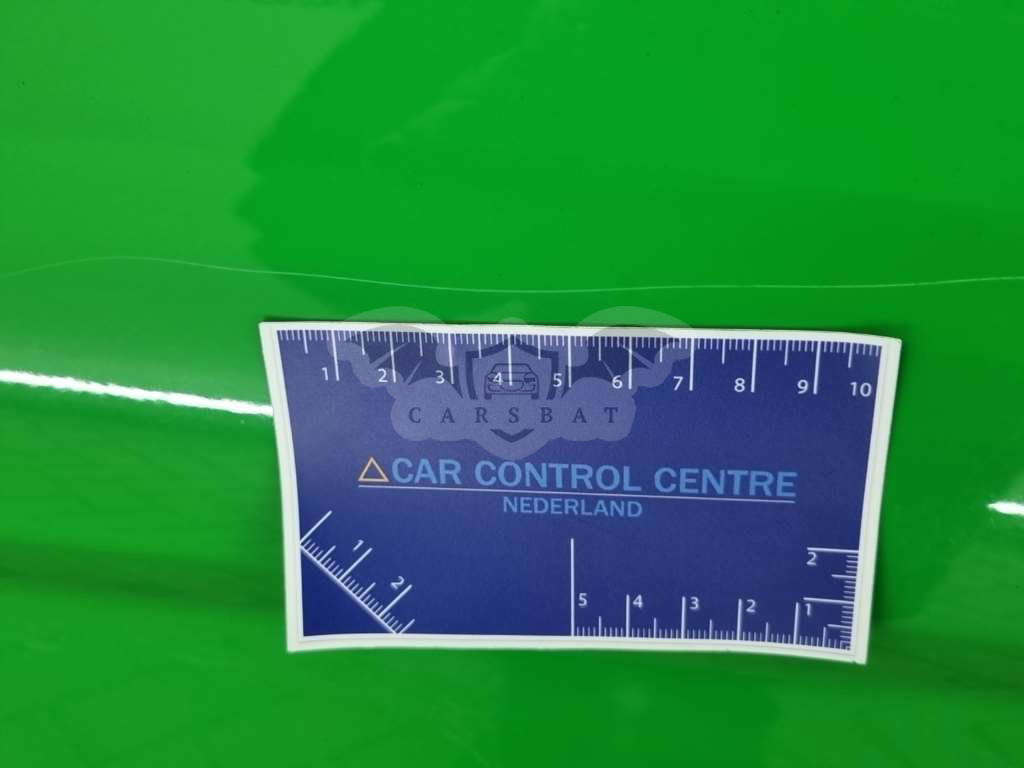 1 2 3 4 5 6 7 8 9 10
CARSBAT
CAR CONTROL CENTRE
NEDERLAND
1 2
5 4 3 2 1
2